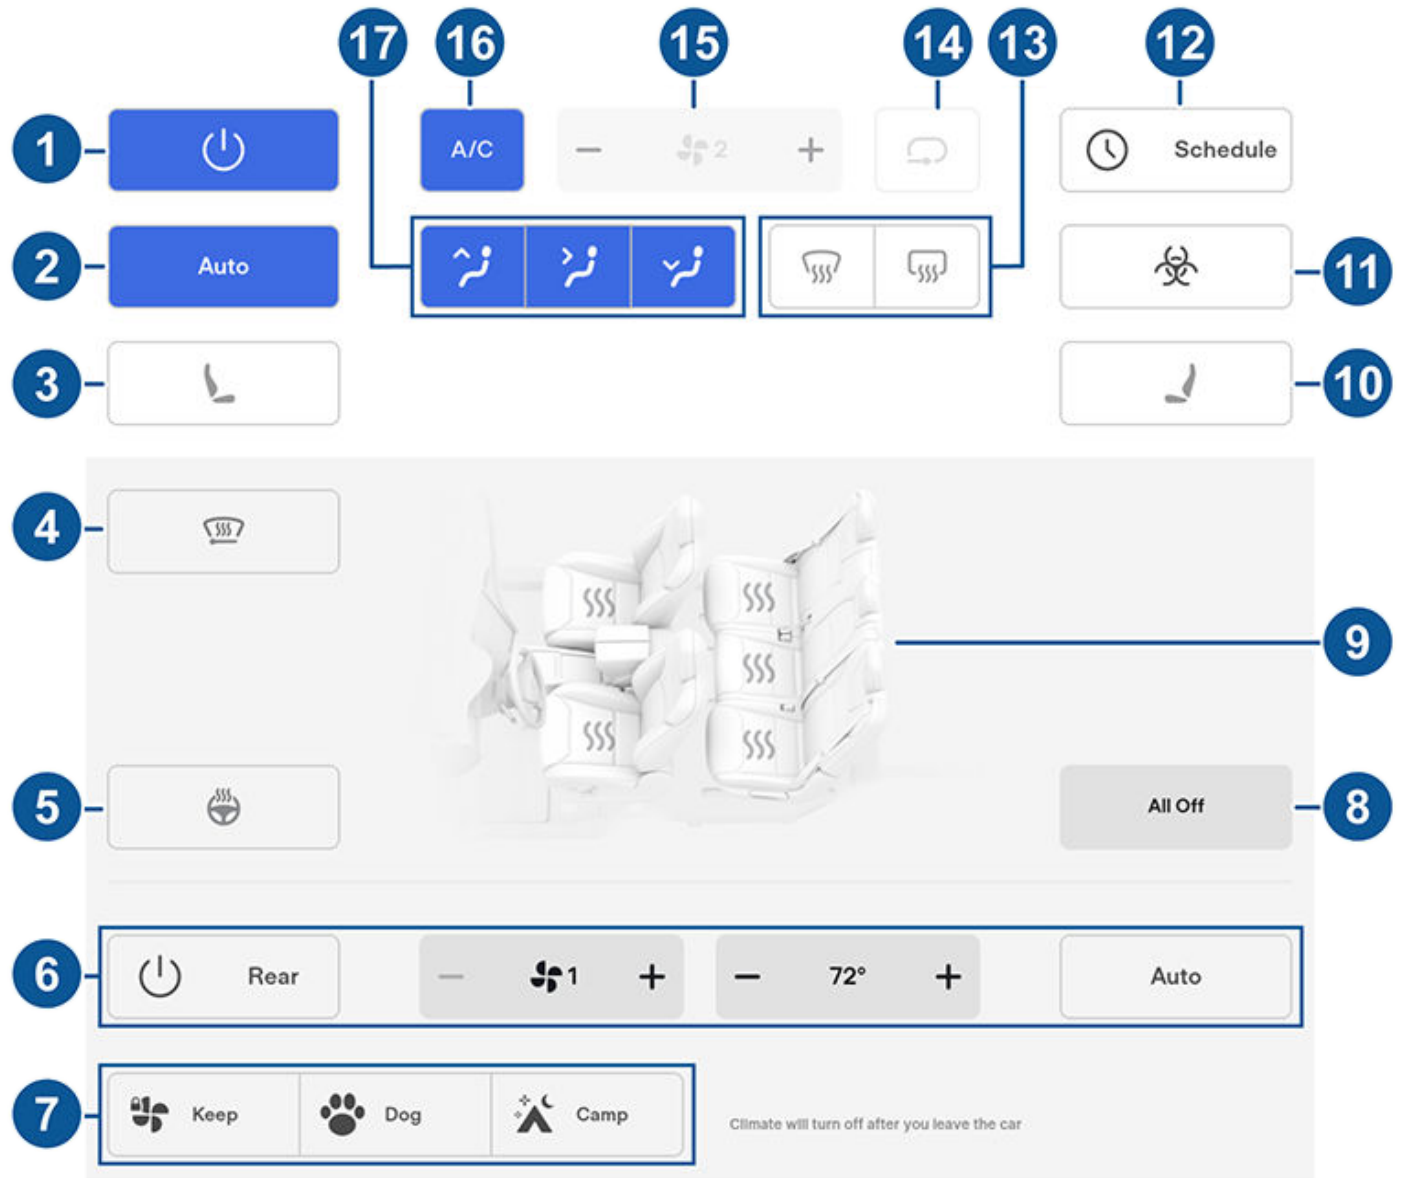 17 16 15 14 13 12
1 A/C 2 Schedule
2 Auto 11
3 10
4
9
5 All Off 8
6 Rear 1 72° Auto
7 Keep Dog Camp Climate will turn off after you leave the car